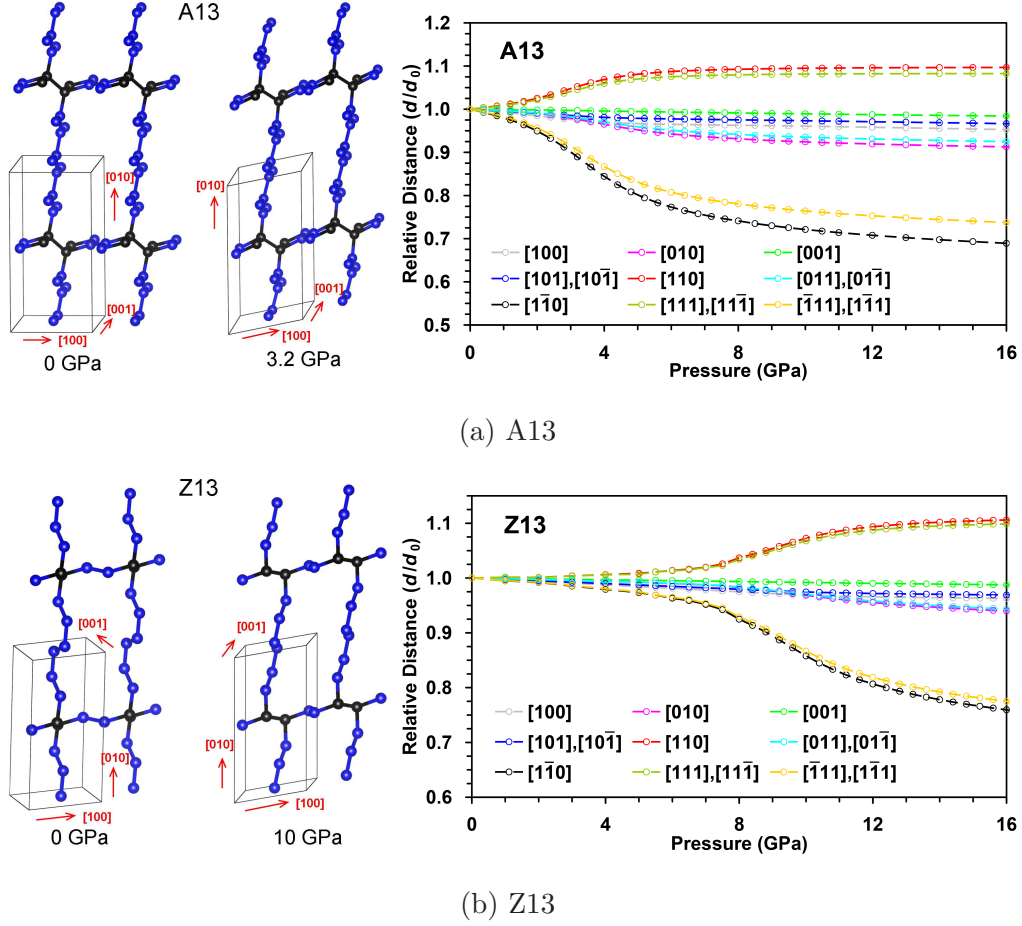 A13
[010]
[001]
[100]
0 GPa
[010]
[001]
[100]
3.2 GPa
A13
Relative Distance (d/d₀)
1.2
1.1
1.0
0.9
0.8
0.7
0.6
0.5
[100] [010] [001]
[101],[101̅] [110] [011],[011̅]
[11̅0] [111],[111̅] [1̅11],[11̅1]
0 4 8 12 16
Pressure (GPa)
(a) A13
Z13
[001]
[010]
[100]
0 GPa
[001]
[010]
[100]
10 GPa
Z13
Relative Distance (d/d₀)
1.1
1.0
0.9
0.8
0.7
0.6
[100] [010] [001]
[101],[101̅] [110] [011],[011̅]
[11̅0] [111],[111̅] [1̅11],[11̅1]
0 4 8 12 16
Pressure (GPa)
(b) Z13